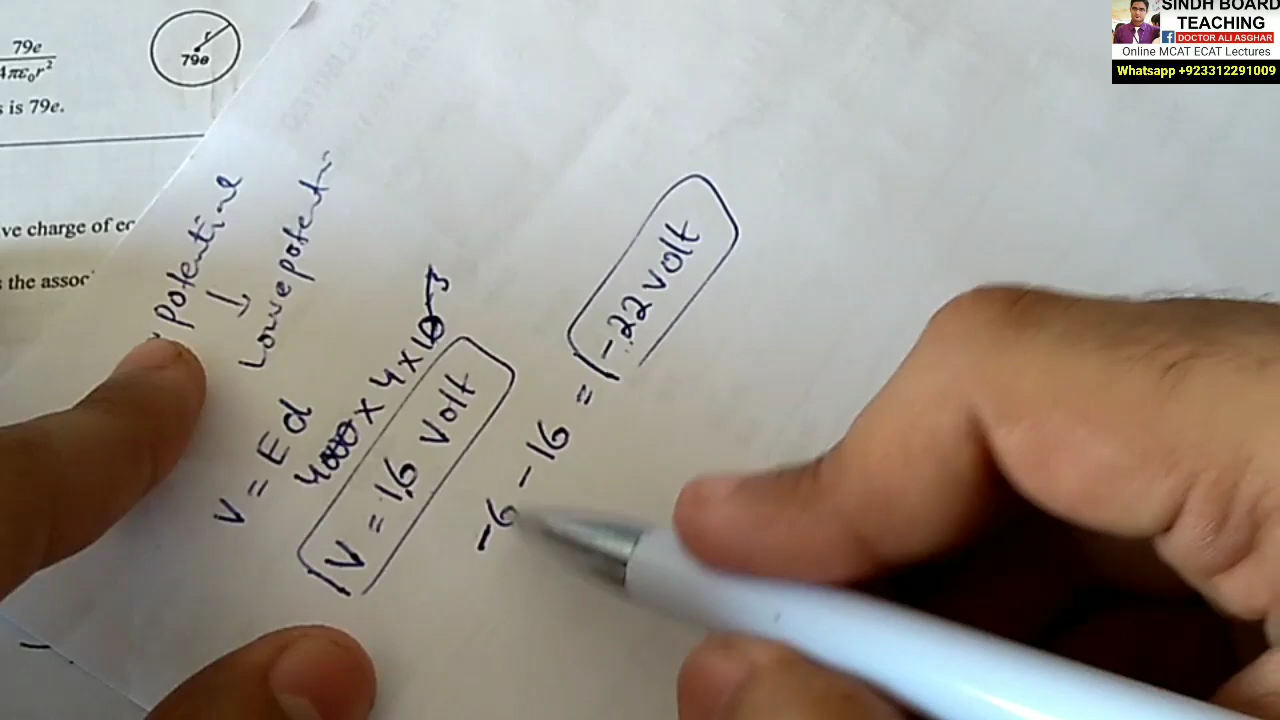 79e
4πε₀r²
r
79e
s is 79e.
ve charge of ec
s the assoc
potential
↓
Lowe potenti
V = Ed
4000 × 4 × 10⁻³
V = 16 Volt
-6 - 16 = -22 volt
SINDH BOARD
TEACHING
DOCTOR ALI ASGHAR
Online MCAT ECAT Lectures
Whatsapp +923312291009